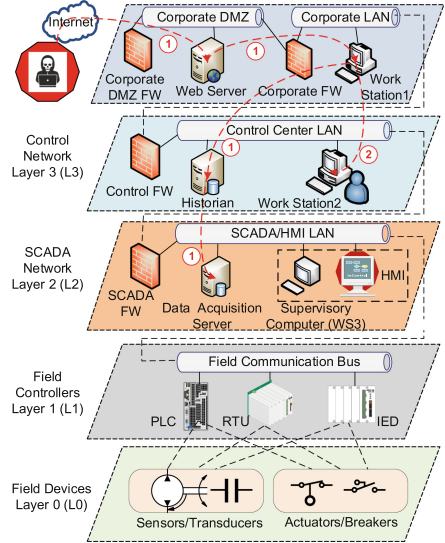 Internet
Corporate DMZ
Corporate LAN
1
1
Corporate
DMZ FW
Web Server
Corporate FW
Work
Station1
Control
Network
Layer 3 (L3)
Control Center LAN
1
2
Control FW
Historian
Work Station2
SCADA
Network
Layer 2 (L2)
SCADA/HMI LAN
1
HMI
SCADA
FW
Data Acquisition
Server
Supervisory
Computer (WS3)
Field
Controllers
Layer 1 (L1)
Field Communication Bus
PLC
RTU
IED
Field Devices
Layer 0 (L0)
Sensors/Transducers
Actuators/Breakers